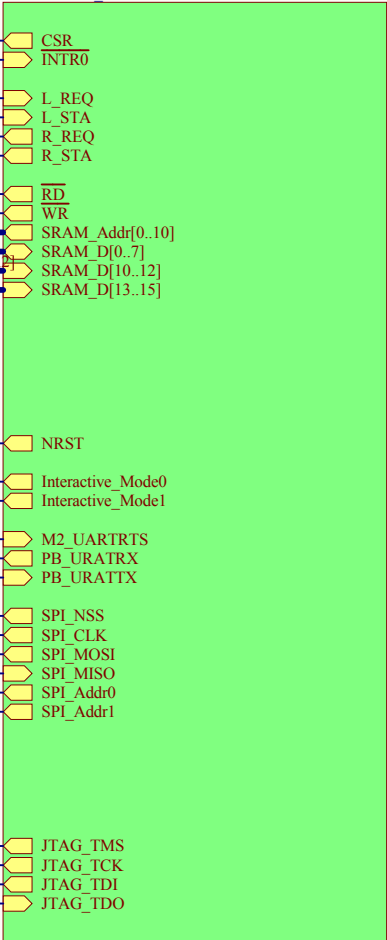 CSR
INTR0
L_REQ
L_STA
R_REQ
R_STA
RD
WR
SRAM_Addr[0..10]
SRAM_D[0..7]
2]
SRAM_D[10..12]
SRAM_D[13..15]
NRST
Interactive_Mode0
Interactive_Mode1
M2_UARTRTS
PB_URATRX
PB_URATTX
SPI_NSS
SPI_CLK
SPI_MOSI
SPI_MISO
SPI_Addr0
SPI_Addr1
JTAG_TMS
JTAG_TCK
JTAG_TDI
JTAG_TDO